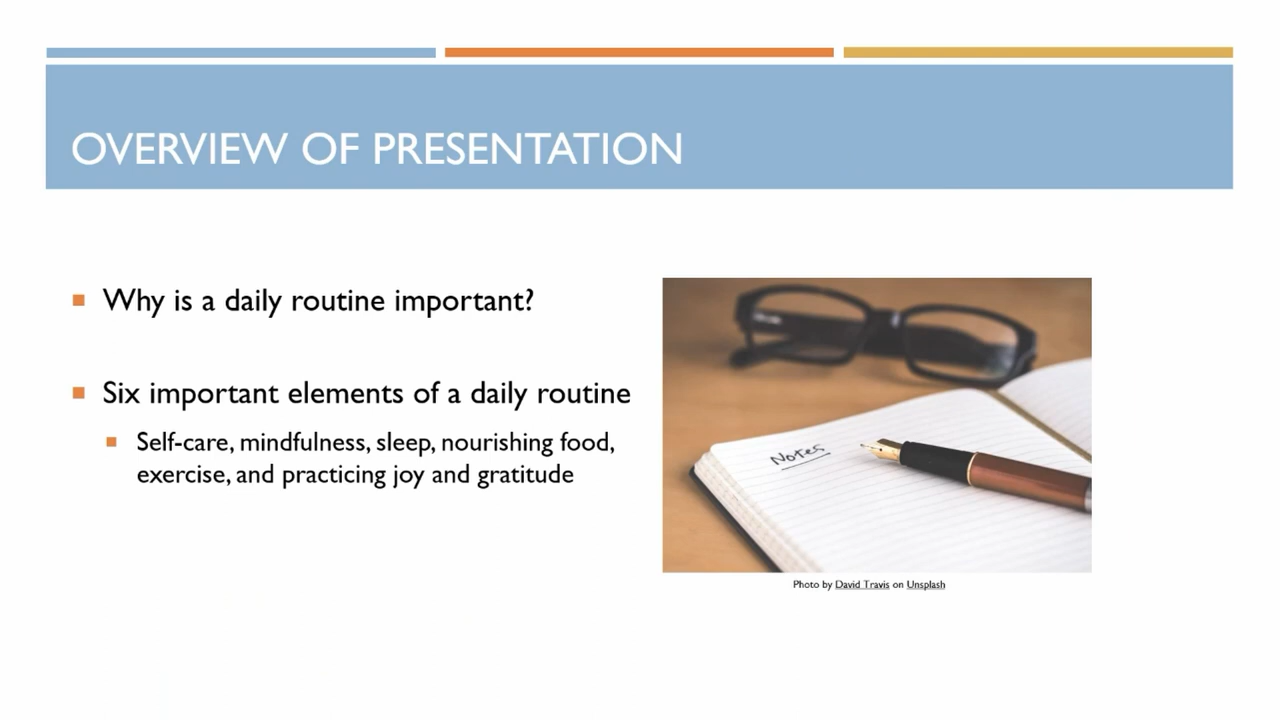 OVERVIEW OF PRESENTATION
Why is a daily routine important?
Six important elements of a daily routine
Self-care, mindfulness, sleep, nourishing food,
exercise, and practicing joy and gratitude
Notes
Photo by David Travis on Unsplash